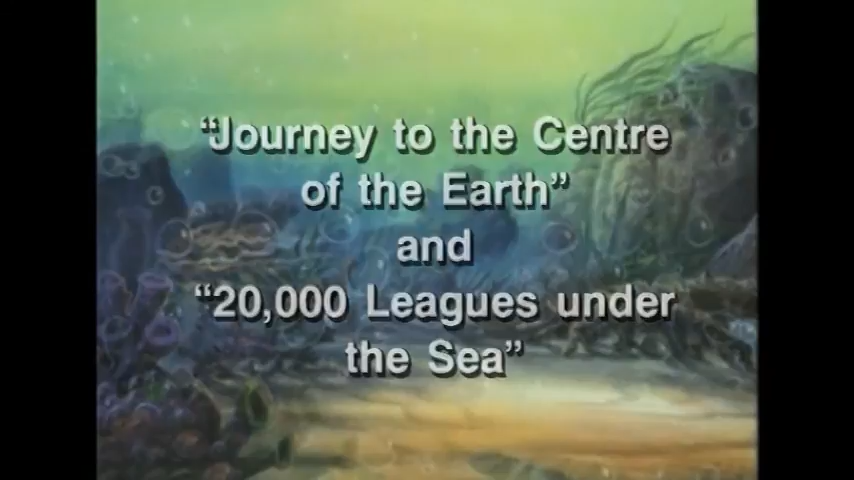 “Journey to the Centre
of the Earth”
and
“20,000 Leagues under
the Sea”